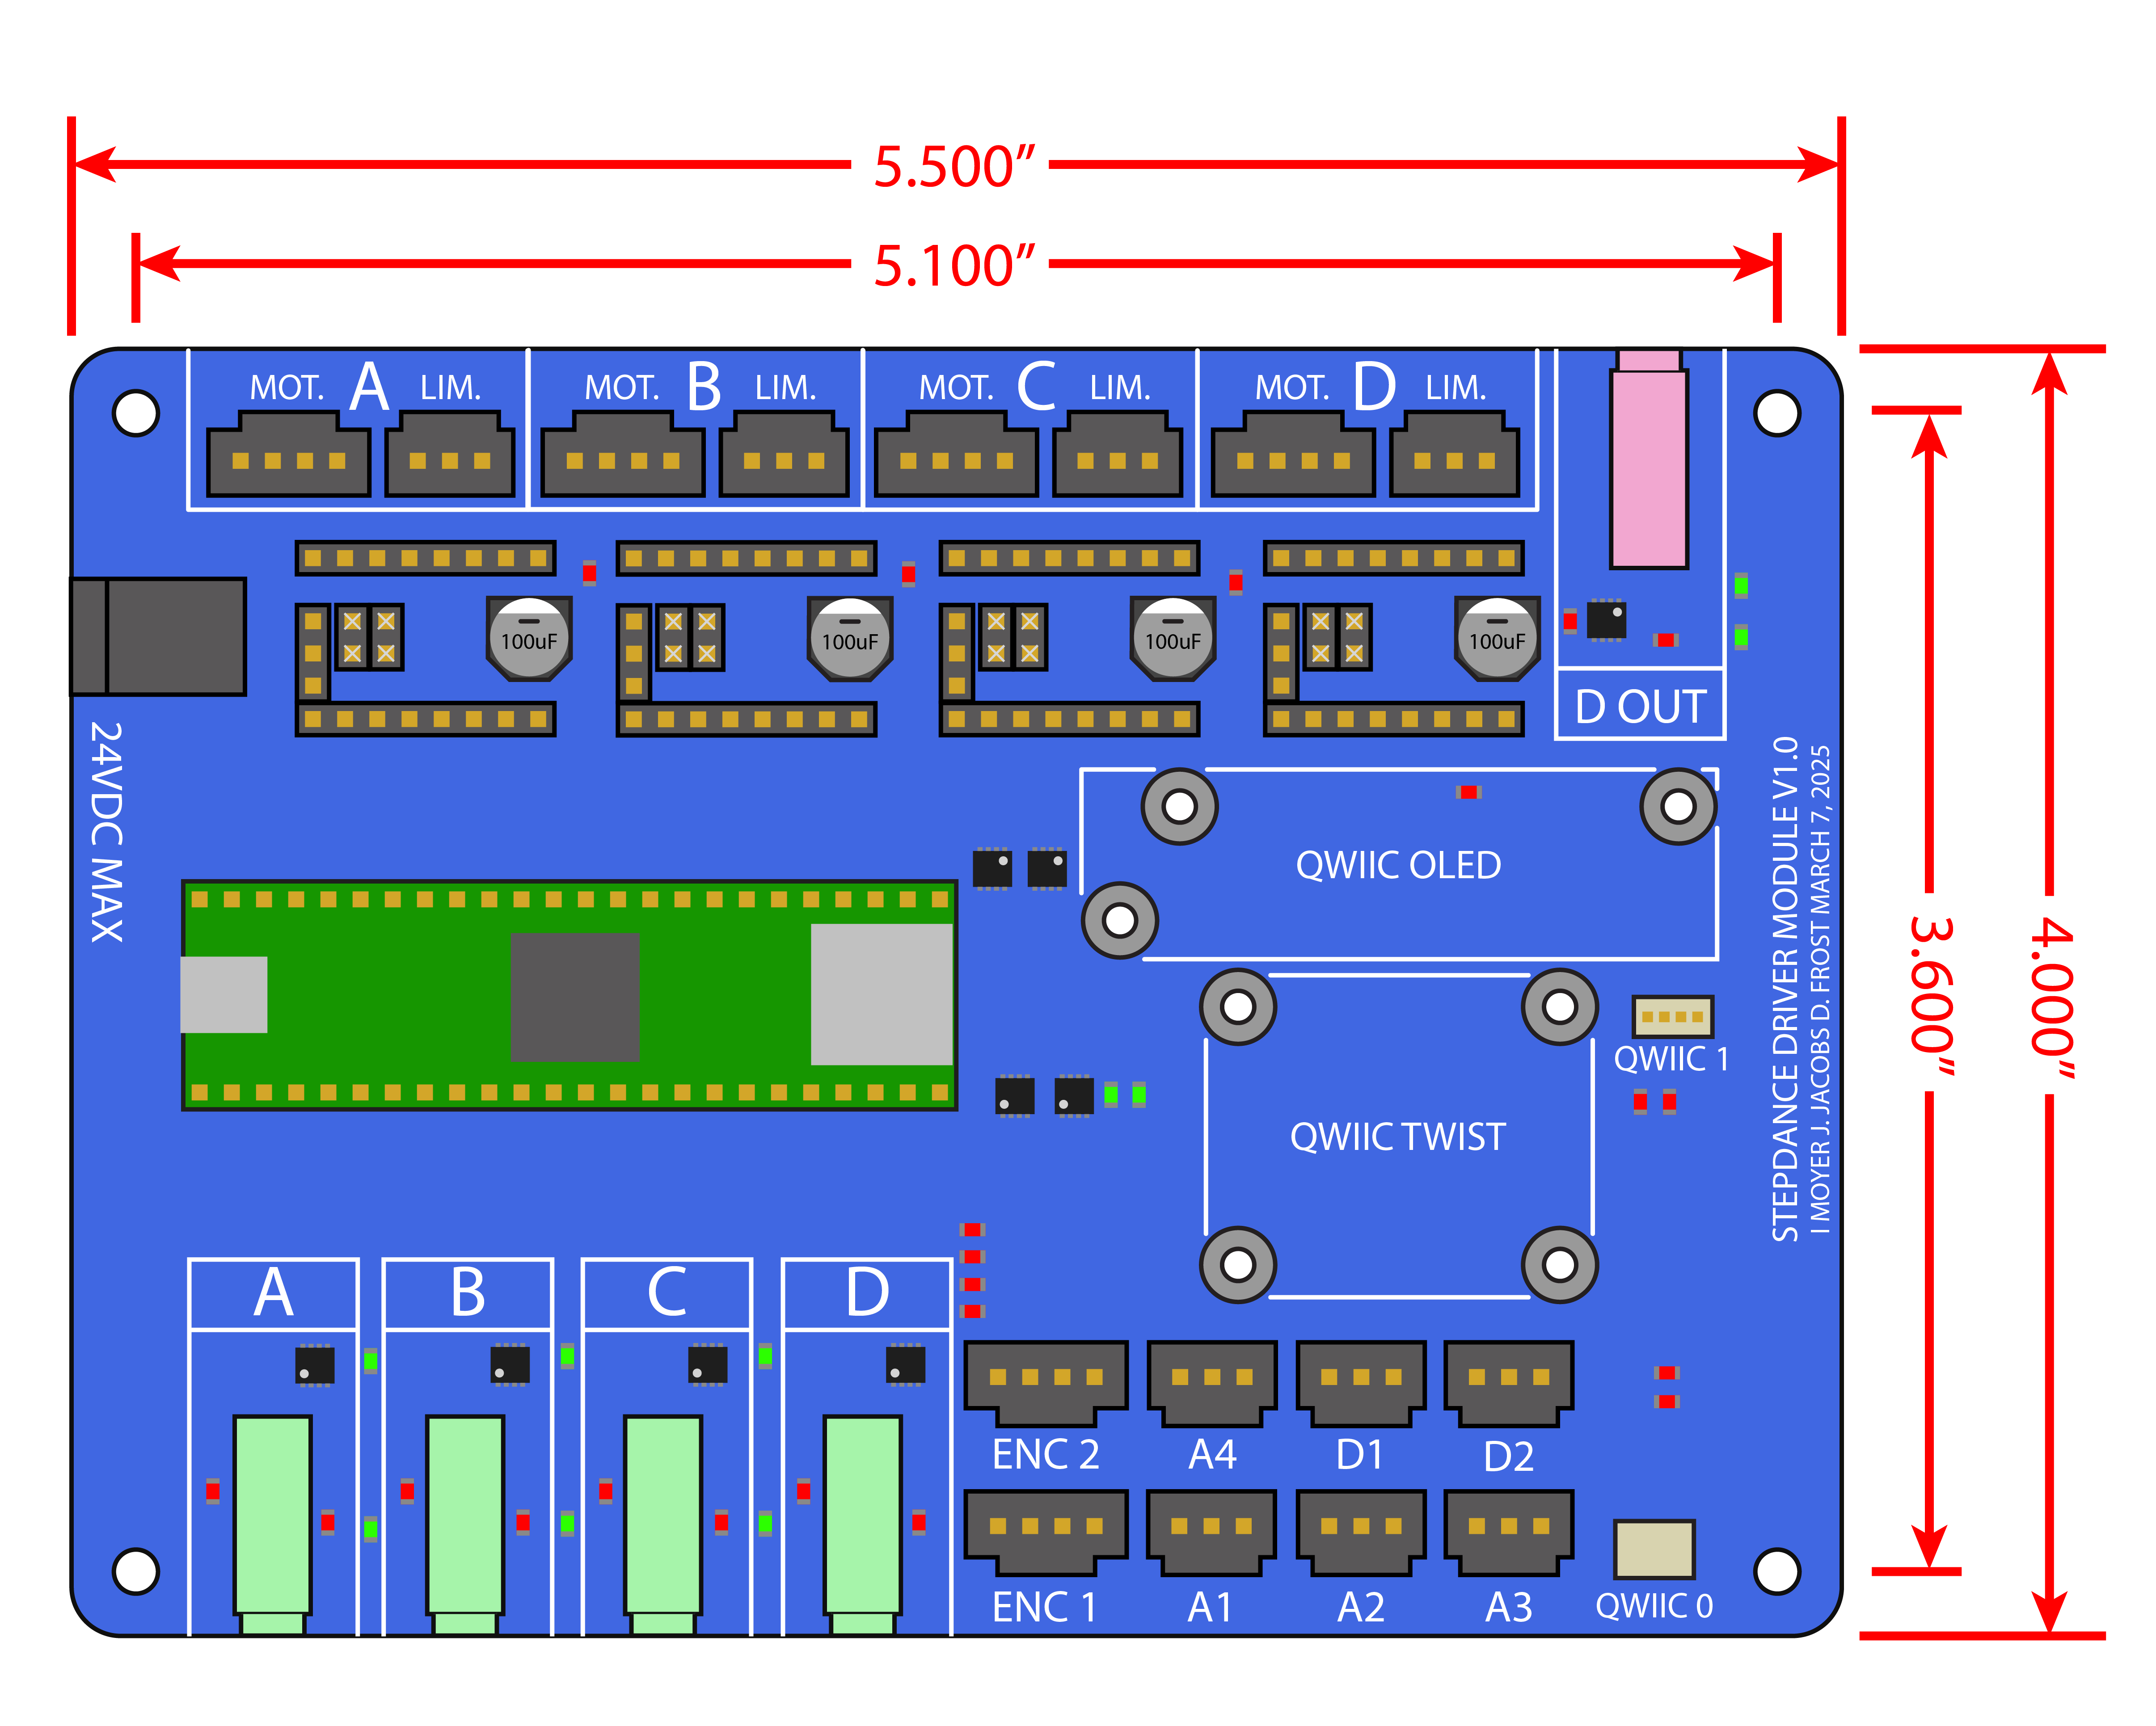 5.500”
5.100”
MOT. A LIM.
MOT. B LIM.
MOT. C LIM.
MOT. D LIM.
100uF
100uF
100uF
100uF
D OUT
24VDC MAX
QWIIC OLED
QWIIC 1
QWIIC TWIST
STEPDANCE DRIVER MODULE V1.0
I MOYER J. JACOBS D. FROST MARCH 7, 2025
3.600”
4.000”
A
B
C
D
ENC 2
A4
D1
D2
ENC 1
A1
A2
A3
QWIIC 0